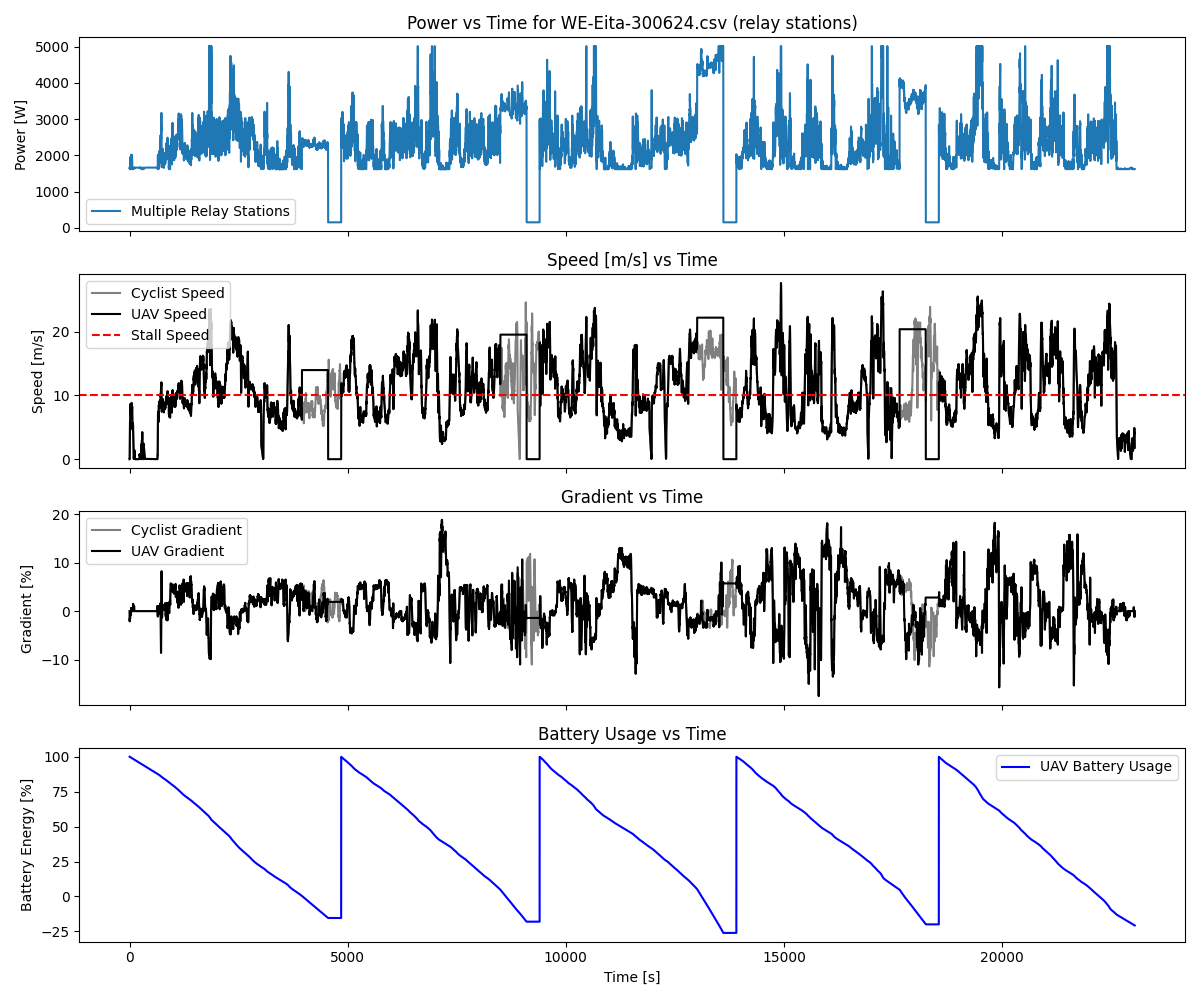 Power vs Time for WE-Eita-300624.csv (relay stations)
5000
4000
3000
2000
1000
0
Power [W]
Multiple Relay Stations
Speed [m/s] vs Time
20
10
0
Speed [m/s]
Cyclist Speed
UAV Speed
Stall Speed
Gradient vs Time
20
10
0
−10
Gradient [%]
Cyclist Gradient
UAV Gradient
Battery Usage vs Time
100
75
50
25
0
−25
Battery Energy [%]
UAV Battery Usage
0 5000 10000 15000 20000
Time [s]